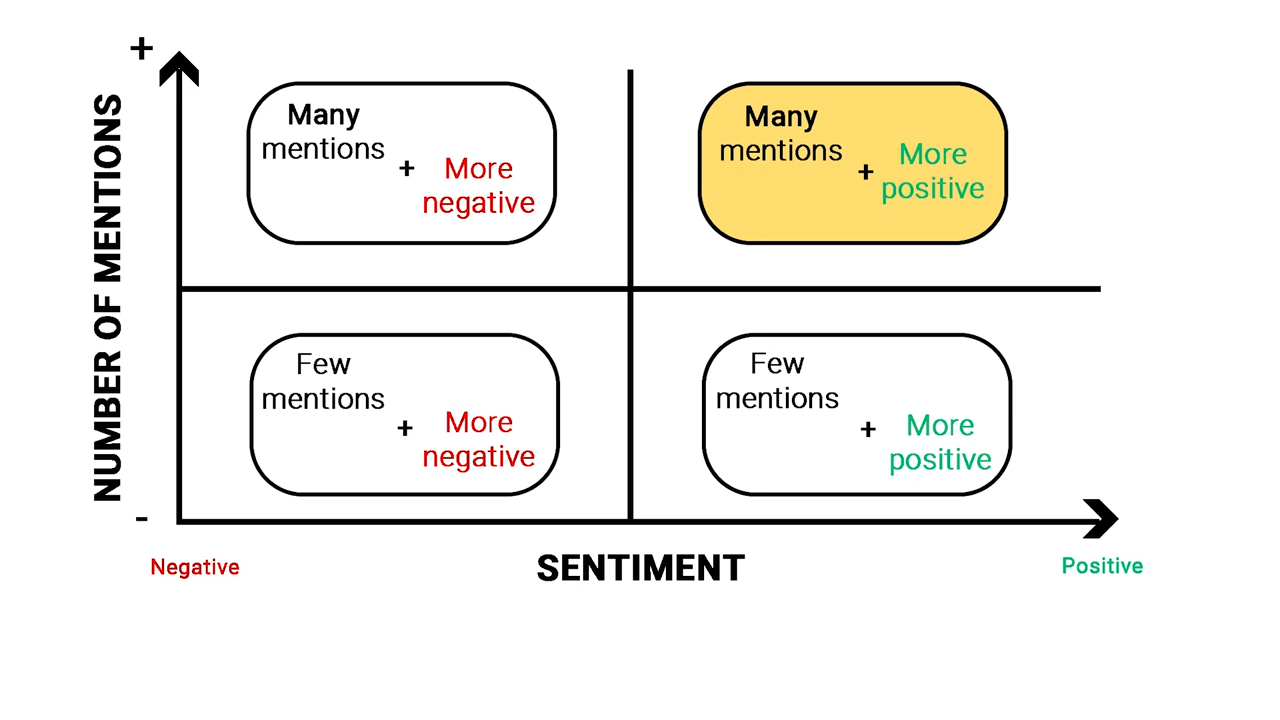 +
NUMBER OF MENTIONS
Many
mentions
+
More
negative
Many
mentions
+
More
positive
Few
mentions
+
More
negative
Few
mentions
+
More
positive
-
Negative
SENTIMENT
Positive